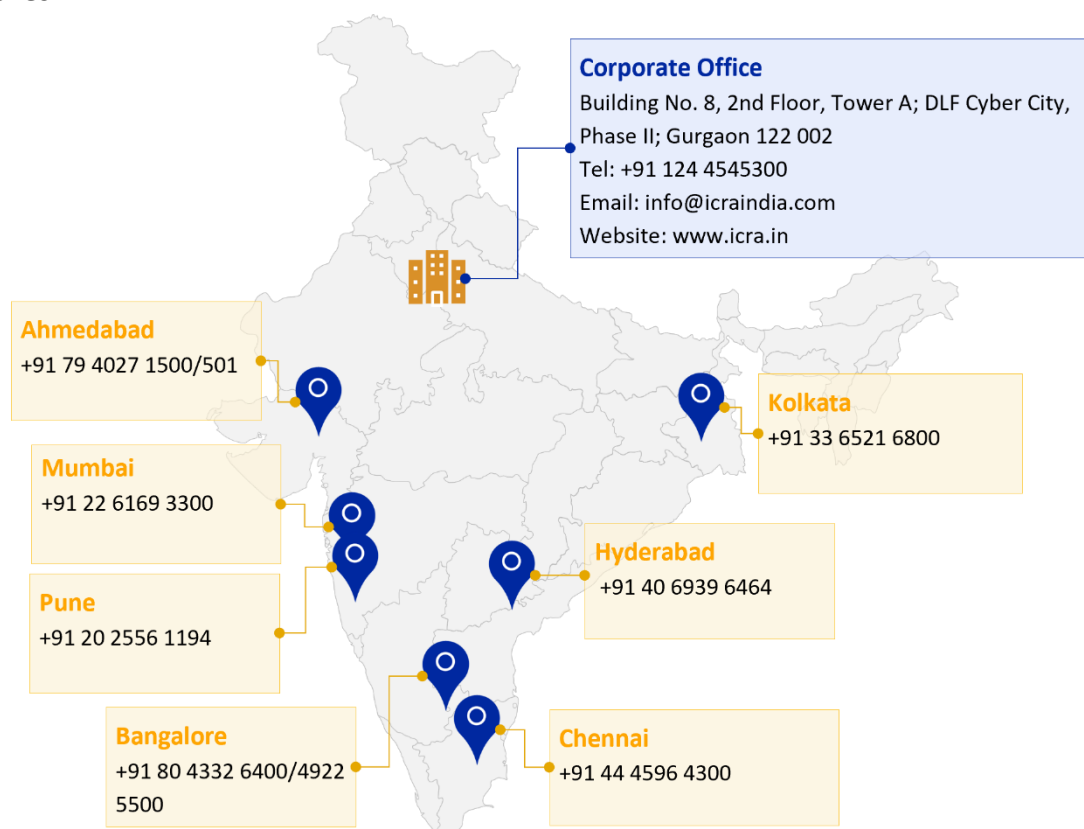 Corporate Office
Building No. 8, 2nd Floor, Tower A; DLF Cyber City,
Phase II; Gurgaon 122 002
Tel: +91 124 4545300
Email: info@icraindia.com
Website: www.icra.in
Ahmedabad
+91 79 4027 1500/501
Kolkata
+91 33 6521 6800
Mumbai
+91 22 6169 3300
Hyderabad
+91 40 6939 6464
Pune
+91 20 2556 1194
Bangalore
+91 80 4332 6400/4922
5500
Chennai
+91 44 4596 4300